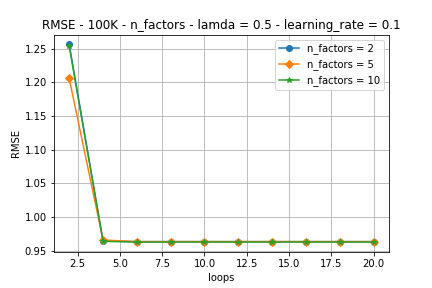 RMSE - 100K - n_factors - lamda = 0.5 - learning_rate = 0.1
n_factors = 2
n_factors = 5
n_factors = 10
RMSE
1.25
1.20
1.15
1.10
1.05
1.00
0.95
2.5 5.0 7.5 10.0 12.5 15.0 17.5 20.0
loops